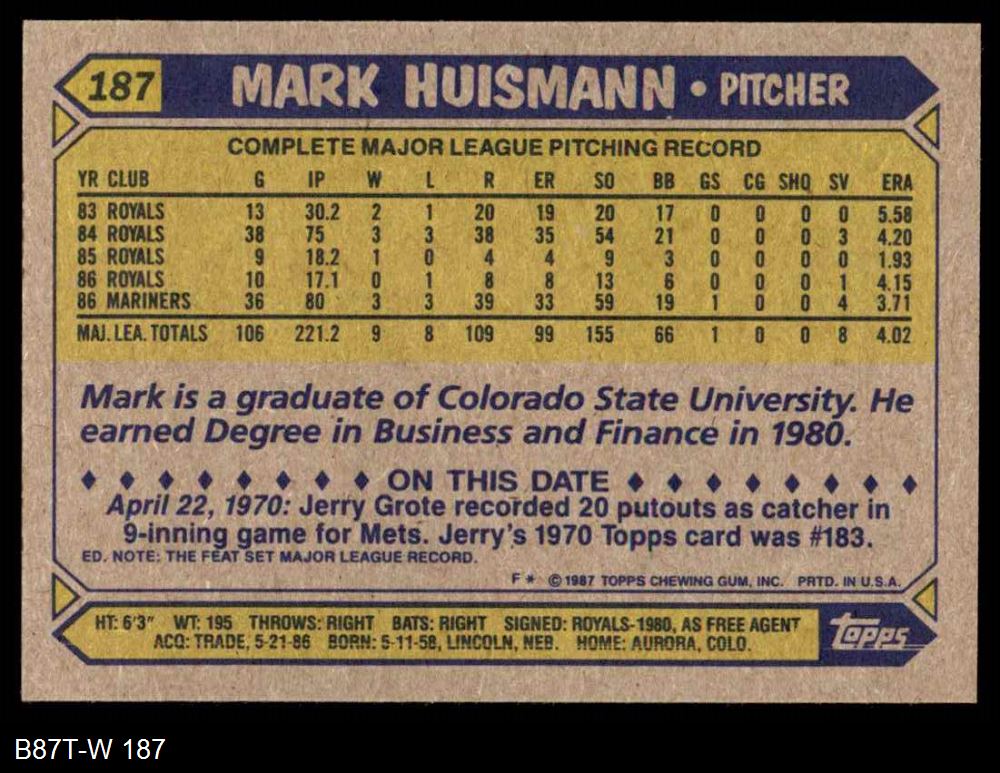 187 MARK HUISMANN • PITCHER
COMPLETE MAJOR LEAGUE PITCHING RECORD
YR CLUB G IP W L R ER SO BB GS CG SHO SV ERA
83 ROYALS 13 30.2 2 1 20 19 20 17 0 0 0 0 5.58
84 ROYALS 38 75 3 3 38 35 54 21 0 0 0 3 4.20
85 ROYALS 9 18.2 1 0 4 4 9 3 0 0 0 0 1.93
86 ROYALS 10 17.1 0 1 8 8 13 6 0 0 0 1 4.15
86 MARINERS 36 80 3 3 39 33 59 19 1 0 0 4 3.71
MAJ. LEA. TOTALS 106 221.2 9 8 109 99 155 66 1 0 0 8 4.02
Mark is a graduate of Colorado State University. He
earned Degree in Business and Finance in 1980.
♦ ♦ ♦ ♦ ♦ ♦ ♦ ♦ ON THIS DATE ♦ ♦ ♦ ♦ ♦ ♦ ♦ ♦
April 22, 1970: Jerry Grote recorded 20 putouts as catcher in
9-inning game for Mets. Jerry's 1970 Topps card was #183.
ED. NOTE: THE FEAT SET MAJOR LEAGUE RECORD.
F* © 1987 TOPPS CHEWING GUM, INC. PRTD. IN U.S.A.
HT: 6'3" WT: 195 THROWS: RIGHT BATS: RIGHT SIGNED: ROYALS-1980, AS FREE AGENT
ACQ: TRADE, 5-21-86 BORN: 5-11-58, LINCOLN, NEB. HOME: AURORA, COLO.
Topps
B87T-W 187